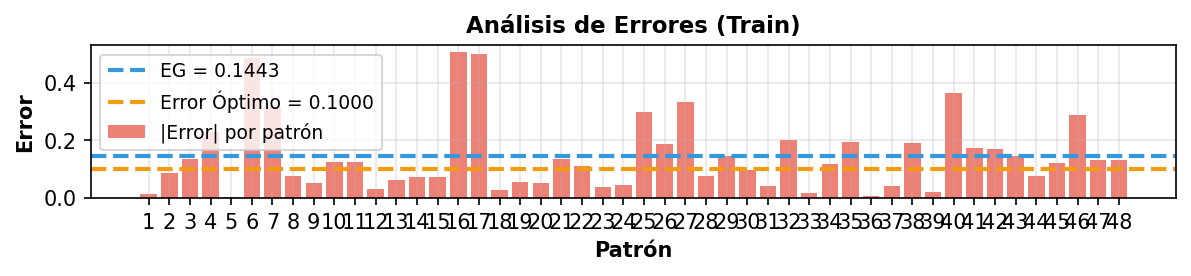 Análisis de Errores (Train)
Error
0.4
0.2
0.0
EG = 0.1443
Error Óptimo = 0.1000
|Error| por patrón
1 2 3 4 5 6 7 8 9 10 11 12 13 14 15 16 17 18 19 20 21 22 23 24 25 26 27 28 29 30 31 32 33 34 35 36 37 38 39 40 41 42 43 44 45 46 47 48
Patrón